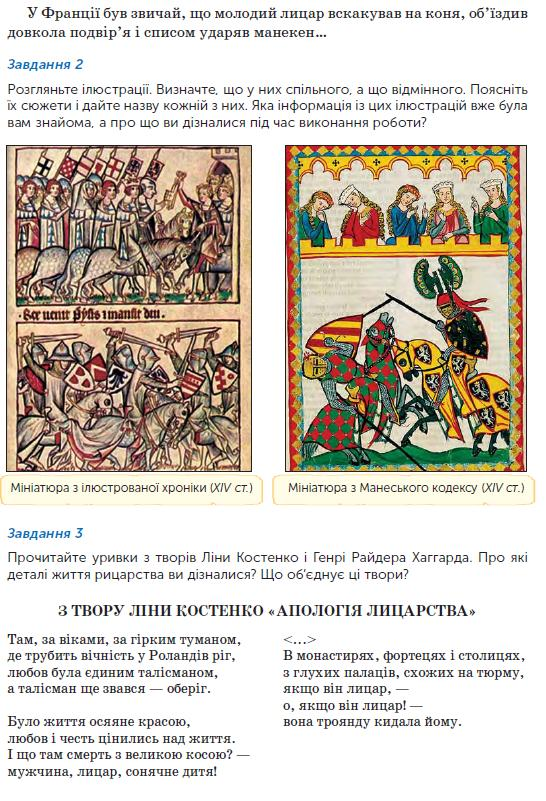 У Франції був звичай, що молодий лицар вскакував на коня, об’їздив
довкола подвір’я і списом ударяв манекен...
Завдання 2
Розгляньте ілюстрації. Визначте, що у них спільного, а що відмінного. Поясніть
їх сюжети і дайте назву кожній з них. Яка інформація із цих ілюстрацій вже була
вам знайома, а про що ви дізналися під час виконання роботи?
Мініатюра з ілюстрованої хроніки (XIV ст.)
Мініатюра з Манеського кодексу (XIV ст.)
Завдання 3
Прочитайте уривки з творів Ліни Костенко і Генрі Райдера Хаггарда. Про які
деталі життя рицарства ви дізналися? Що об’єднує ці твори?
З ТВОРУ ЛІНИ КОСТЕНКО «АПОЛОГІЯ ЛИЦАРСТВА»
Там, за віками, за гірким туманом,
де трубить вічність у Роландів ріг,
любов була єдиним талісманом,
а талісман ще звався — оберіг.
Було життя осяяне красою,
любов і честь цінились над життя.
І що там смерть з великою косою? —
мужчина, лицар, сонячне дитя!
<...>
В монастирях, фортецях і столицях,
з глухих палаців, схожих на тюрму,
якщо він лицар, —
о, якщо він лицар! —
вона троянду кидала йому.